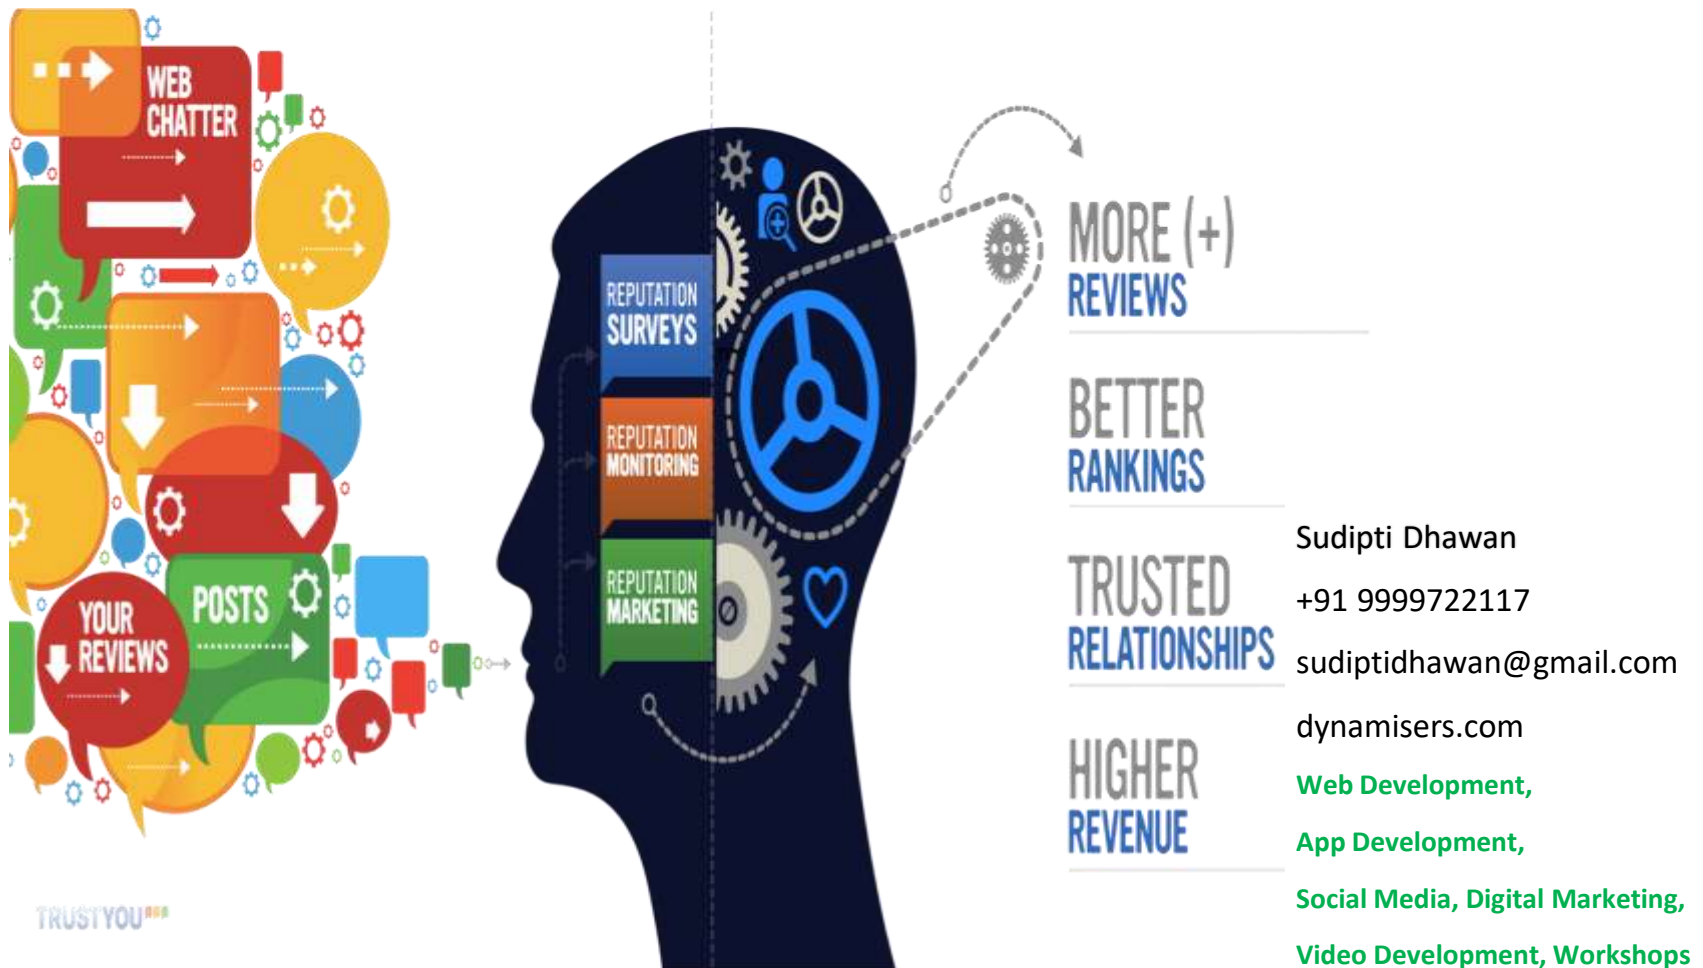 WEB
CHATTER
POSTS
YOUR
REVIEWS
TRUSTYOU
REPUTATION
SURVEYS
REPUTATION
MONITORING
REPUTATION
MARKETING
MORE (+)
REVIEWS
BETTER
RANKINGS
TRUSTED
RELATIONSHIPS
HIGHER
REVENUE
Sudipti Dhawan
+91 9999722117
sudiptidhawan@gmail.com
dynamisers.com
Web Development,
App Development,
Social Media, Digital Marketing,
Video Development, Workshops